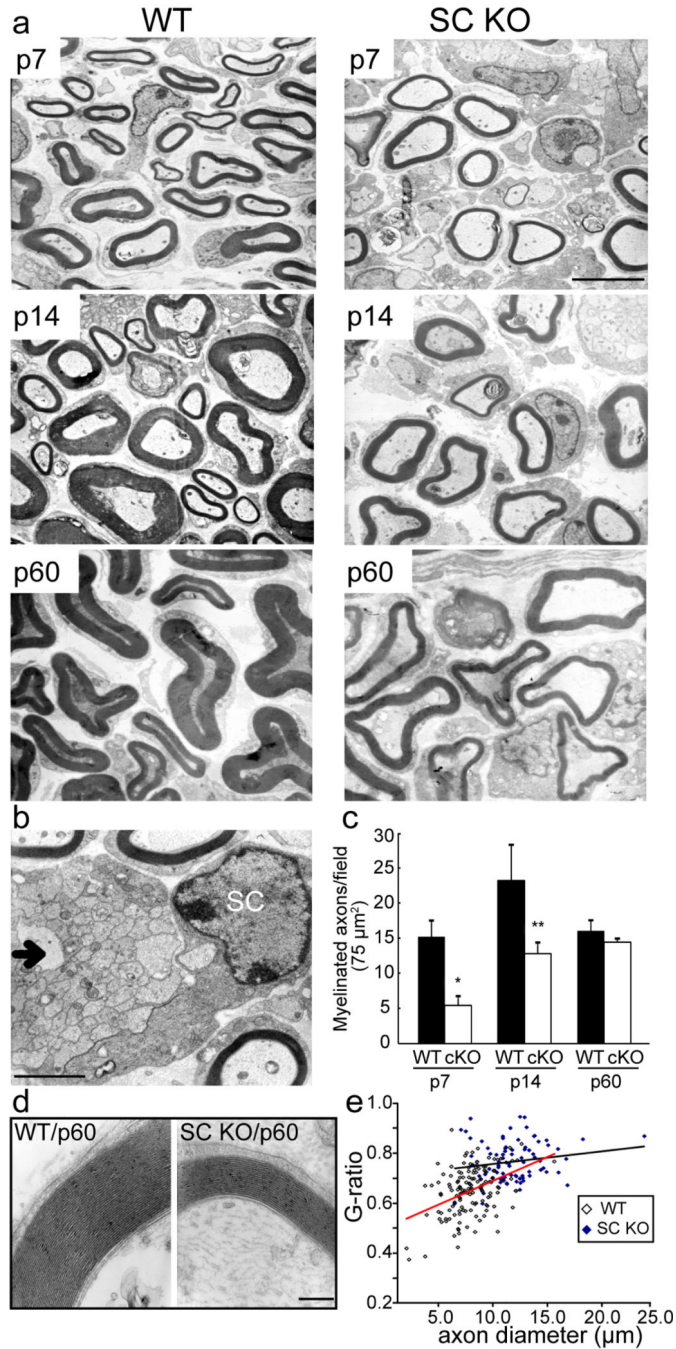 a
WT
SC KO
p7
p7
p14
p14
p60
p60
b
SC
c
Myelinated axons/field
(75 µm²)
30
25
20
15
10
5
0
*
**
WT cKO
WT cKO
WT cKO
p7
p14
p60
d
WT/p60
SC KO/p60
e
G-ratio
1.0
0.8
0.6
0.4
0.2
WT
SC KO
5.0
10.0
15.0
20.0
25.0
axon diameter (µm)